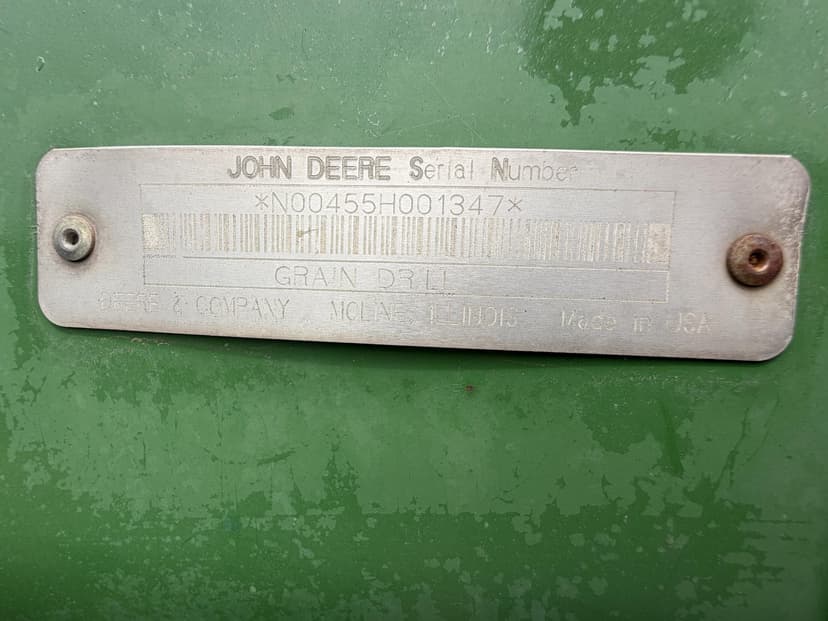 JOHN DEERE Serial Number
*N00455H001347*
GRAIN DRILL
DEERE & COMPANY MOLINE, ILLINOIS Made in USA